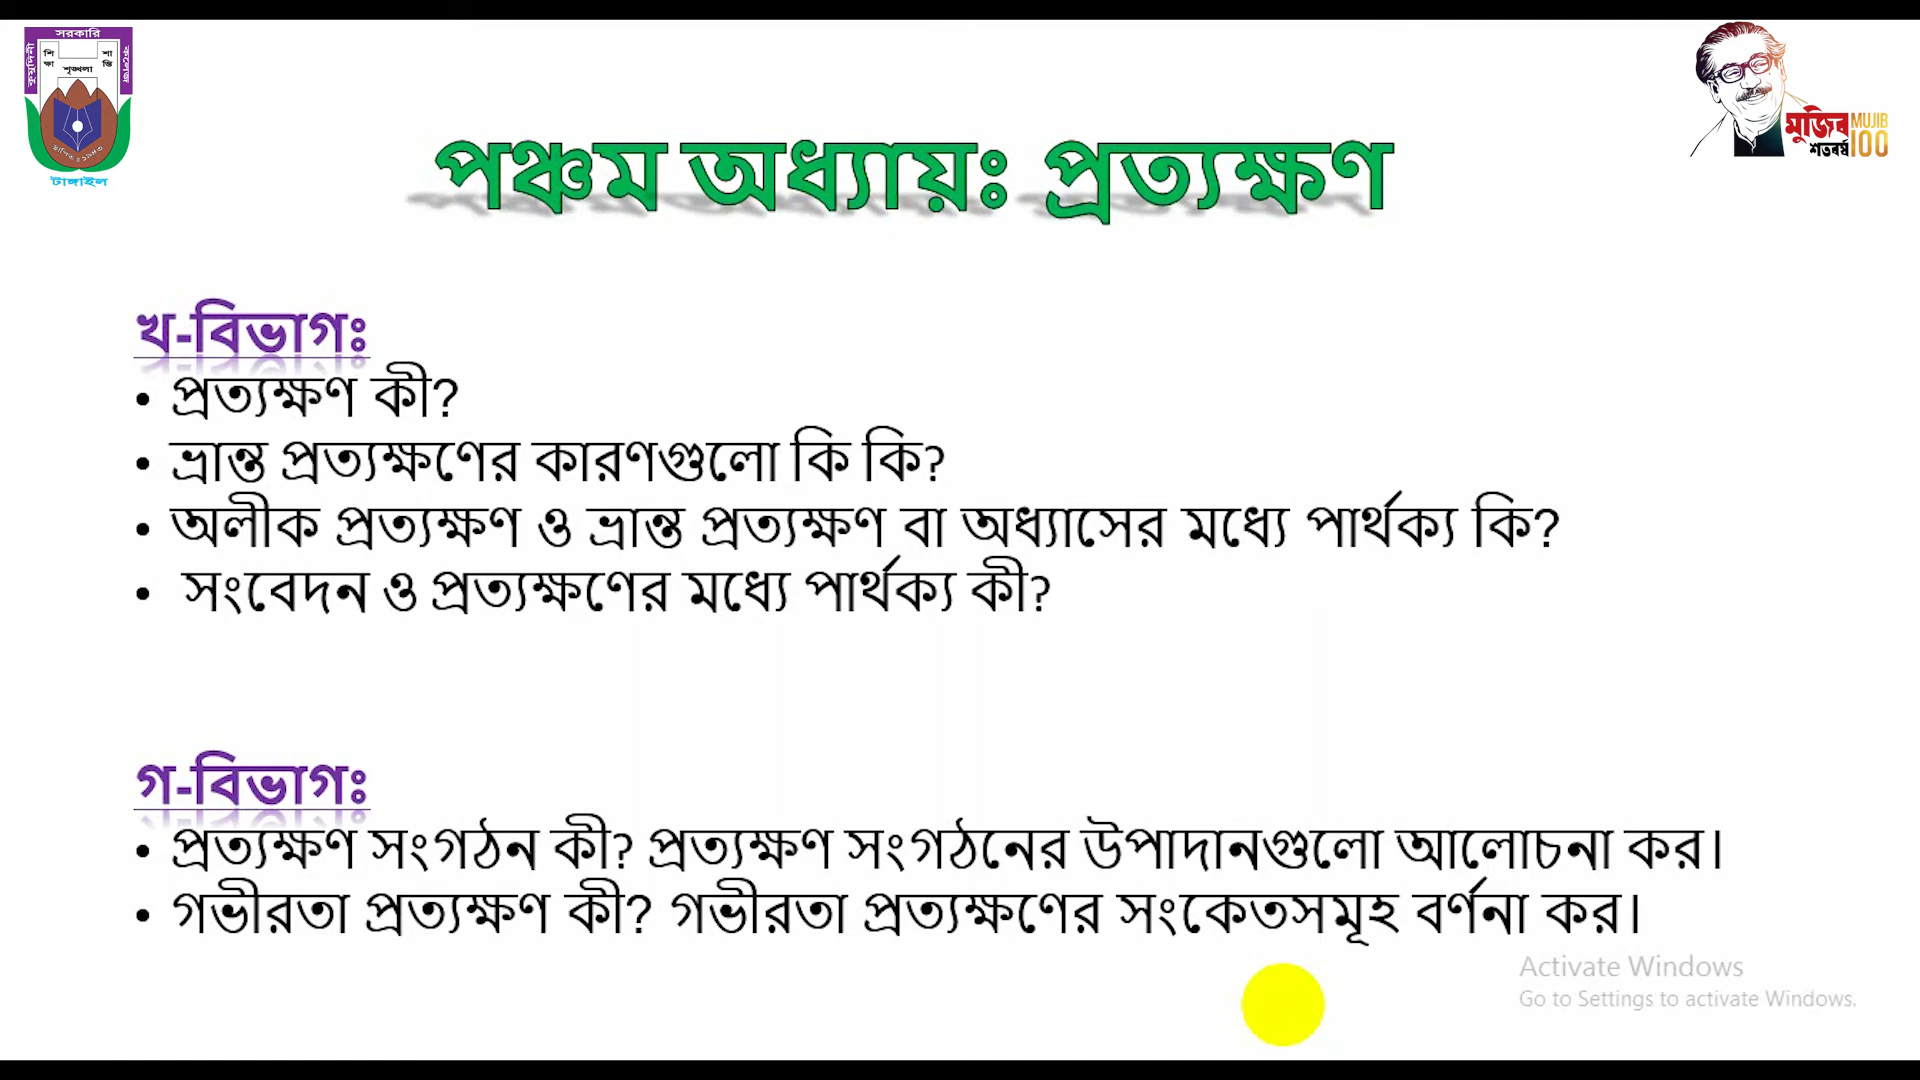 সরকারি
কুমুদিনী
কলেজ
শিক্ষা
শান্তি
শৃঙ্খলা
টাঙ্গাইল
মুজিব
শতবর্ষ
MUJIB
100
পঞ্চম অধ্যায়ঃ প্রত্যক্ষণ
খ-বিভাগঃ
• প্রত্যক্ষণ কী?
• ভ্রান্ত প্রত্যক্ষণের কারণগুলো কি কি?
• অলীক প্রত্যক্ষণ ও ভ্রান্ত প্রত্যক্ষণ বা অধ্যাসের মধ্যে পার্থক্য কি?
• সংবেদন ও প্রত্যক্ষণের মধ্যে পার্থক্য কী?
গ-বিভাগঃ
• প্রত্যক্ষণ সংগঠন কী? প্রত্যক্ষণ সংগঠনের উপাদানগুলো আলোচনা কর।
• গভীরতা প্রত্যক্ষণ কী? গভীরতা প্রত্যক্ষণের সংকেতসমূহ বর্ণনা কর।
Activate Windows
Go to Settings to activate Windows.